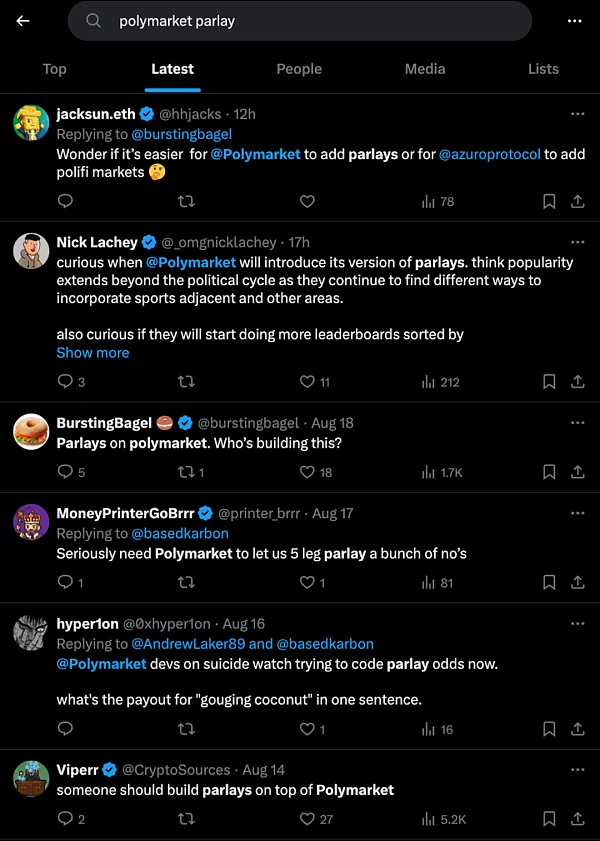 polymarket parlay
Top
Latest
People
Media
Lists
jacksun.eth @hhjacks · 12h
Replying to @burstingbagel
Wonder if it's easier for @Polymarket to add parlays or for @azuroprotocol to add
polifi markets 🤔
78
Nick Lachey @_omgnicklachey · 17h
curious when @Polymarket will introduce its version of parlays. think popularity
extends beyond the political cycle as they continue to find different ways to
incorporate sports adjacent and other areas.
also curious if they will start doing more leaderboards sorted by
Show more
3
11
212
BurstingBagel @burstingbagel · Aug 18
Parlays on polymarket. Who's building this?
5
1
18
1.7K
MoneyPrinterGoBrrr @printer_brrr · Aug 17
Replying to @basedkarbon
Seriously need Polymarket to let us 5 leg parlay a bunch of no's
1
1
81
hyper1on @0xhyper1on · Aug 16
Replying to @AndrewLaker89 and @basedkarbon
@Polymarket devs on suicide watch trying to code parlay odds now.
what's the payout for "gouging coconut" in one sentence.
1
16
Viperr @CryptoSources · Aug 14
someone should build parlays on top of Polymarket
2
27
5.2K